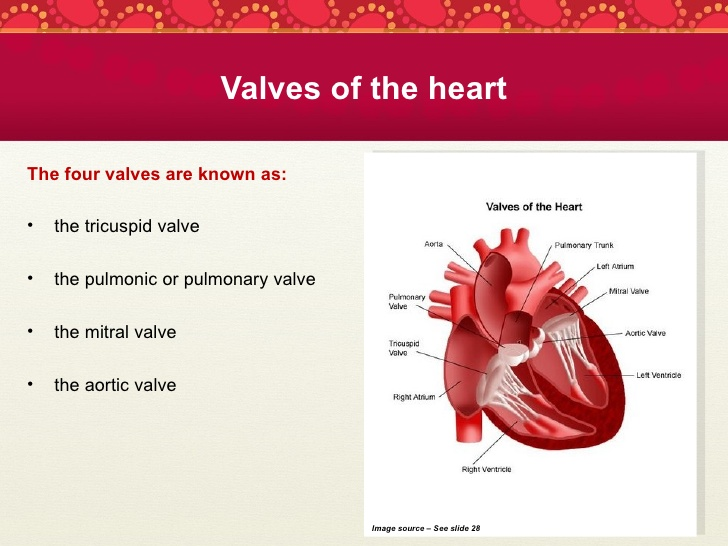 Valves of the heart
The four valves are known as:
• the tricuspid valve
• the pulmonic or pulmonary valve
• the mitral valve
• the aortic valve
Valves of the Heart
Aorta
Pulmonary Trunk
Left Atrium
Mitral Valve
Pulmonary
Valve
Aortic Valve
Tricuspid
Valve
Left Ventricle
Right Atrium
Right Ventricle
Image source – See slide 28